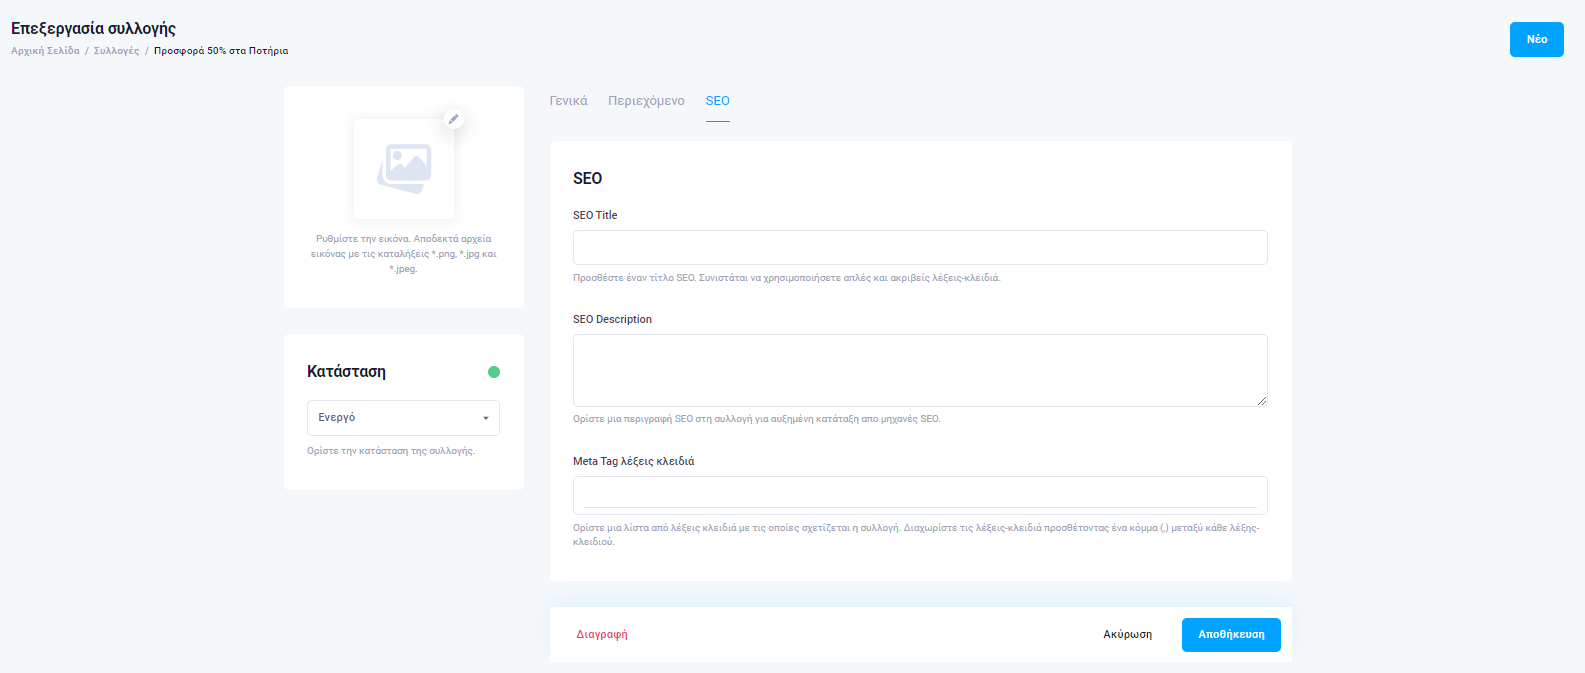 Επεξεργασία συλλογής
Αρχική Σελίδα / Συλλογές / Προσφορά 50% στα Ποτήρια
Νέο
Ρυθμίστε την εικόνα. Αποδεκτά αρχεία
εικόνας με τις καταλήξεις *.png, *.jpg και
*.jpeg.
Κατάσταση
Ενεργό
Ορίστε την κατάσταση της συλλογής.
Γενικά Περιεχόμενο SEO
SEO
SEO Title
Προσθέστε έναν τίτλο SEO. Συνιστάται να χρησιμοποιήσετε απλές και ακριβείς λέξεις-κλειδιά.
SEO Description
Ορίστε μια περιγραφή SEO στη συλλογή για αυξημένη κατάταξη απο μηχανές SEO.
Meta Tag λέξεις κλειδιά
Ορίστε μια λίστα από λέξεις κλειδιά με τις οποίες σχετίζεται η συλλογή. Διαχωρίστε τις λέξεις-κλειδιά προσθέτοντας ένα κόμμα (,) μεταξύ κάθε λέξης-
κλειδιού.
Διαγραφή
Ακύρωση
Αποθήκευση